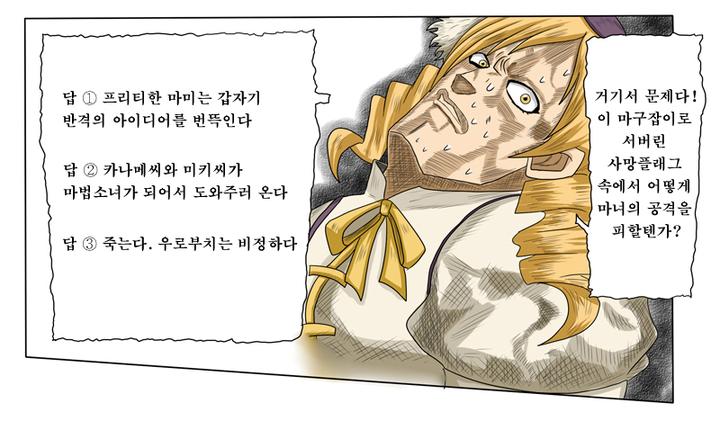 답 ① 프리티한 마미는 갑자기
반격의 아이디어를 번뜩인다
답 ② 카나메씨와 미키씨가
마법소녀가 되어서 도와주러 온다
답 ③ 죽는다. 우로부치는 비정하다
거기서 문제다!
이 마구잡이로
서버린
사망플래그
속에서 어떻게
마녀의 공격을
피할텐가?